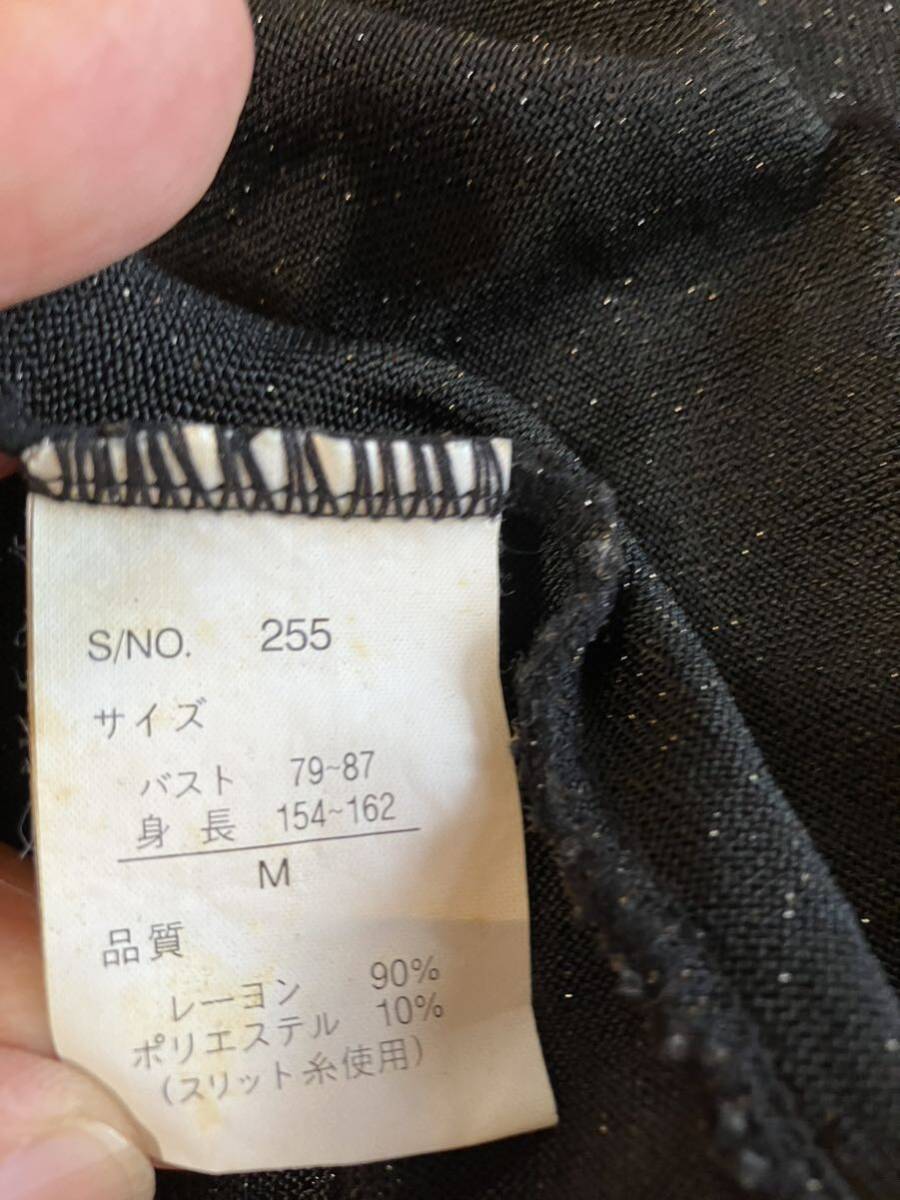 S/NO. 255
サイズ
バスト 79~87
身長 154~162
M
品質
レーヨン 90%
ポリエステル 10%
(スリット糸使用)